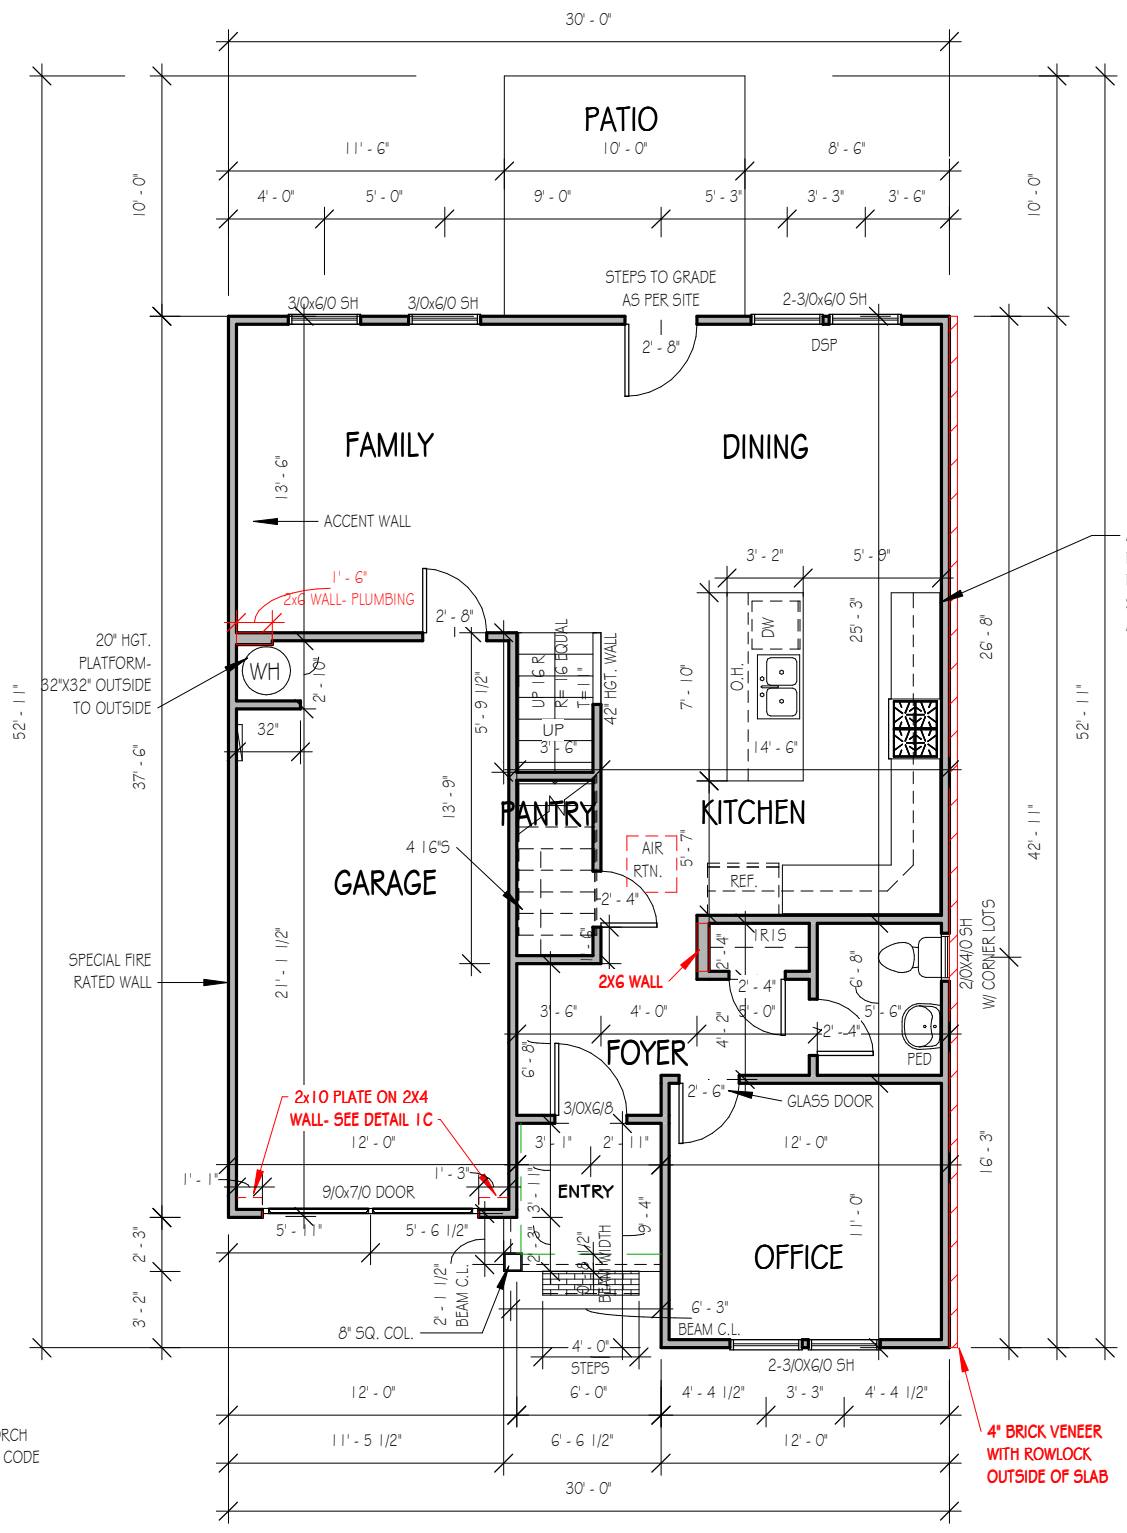 30' - 0"
PATIO
11' - 6"
10' - 0"
8' - 6"
4' - 0"
5' - 0"
9' - 0"
5' - 3"
3' - 3"
3' - 6"
10' - 0"
10' - 0"
STEPS TO GRADE
AS PER SITE
3/0x6/0 SH
3/0x6/0 SH
2-3/0x6/0 SH
2' - 8"
DSP
FAMILY
DINING
13' - 6"
ACCENT WALL
3' - 2"
5' - 9"
1' - 6"
2x6 WALL- PLUMBING
2' - 8"
25' - 3"
26' - 8"
20" HGT.
PLATFORM-
32"X32" OUTSIDE
TO OUTSIDE
WH
2' - 10"
5' - 9 1/2"
UP 16 R
R= 16 EQUAL
T= 11"
42" HGT. WALL
UP
3' - 6"
7' - 10"
O.H.
DW
14' - 6"
52' - 11"
52' - 11"
37' - 6"
32"
13' - 9"
PANTRY
KITCHEN
4 16"S
AIR
RTN.
5' - 7"
REF.
42' - 11"
GARAGE
2' - 4"
21' - 1 1/2"
SPECIAL FIRE
RATED WALL
2X6 WALL
2' - 4"
IRIS
2' - 4"
6' - 8"
2/0X4/0 SH
W/ CORNER LOTS
3' - 6"
4' - 0"
5' - 0"
5' - 6"
4' - 2"
2' - 4"
PED
FOYER
6' - 8"
2' - 6"
GLASS DOOR
2x10 PLATE ON 2X4
WALL- SEE DETAIL 1C
3/0X6/8
12' - 0"
3' - 1"
2' - 11"
12' - 0"
16' - 3"
1' - 1"
1' - 3"
9/0x7/0 DOOR
ENTRY
3' - 11"
9' - 4"
11' - 0"
5' - 11"
5' - 6 1/2"
2' - 3"
2' - 3"
OFFICE
2' - 1 1/2"
BEAM C.L.
0' - 8 1/2"
BEAM WIDTH
3' - 2"
8" SQ. COL.
6' - 3"
BEAM C.L.
4' - 0"
STEPS
2-3/0X6/0 SH
12' - 0"
6' - 0"
4' - 4 1/2"
3' - 3"
4' - 4 1/2"
11' - 5 1/2"
6' - 6 1/2"
12' - 0"
30' - 0"
CODE
4" BRICK VENEER
WITH ROWLOCK
OUTSIDE OF SLAB